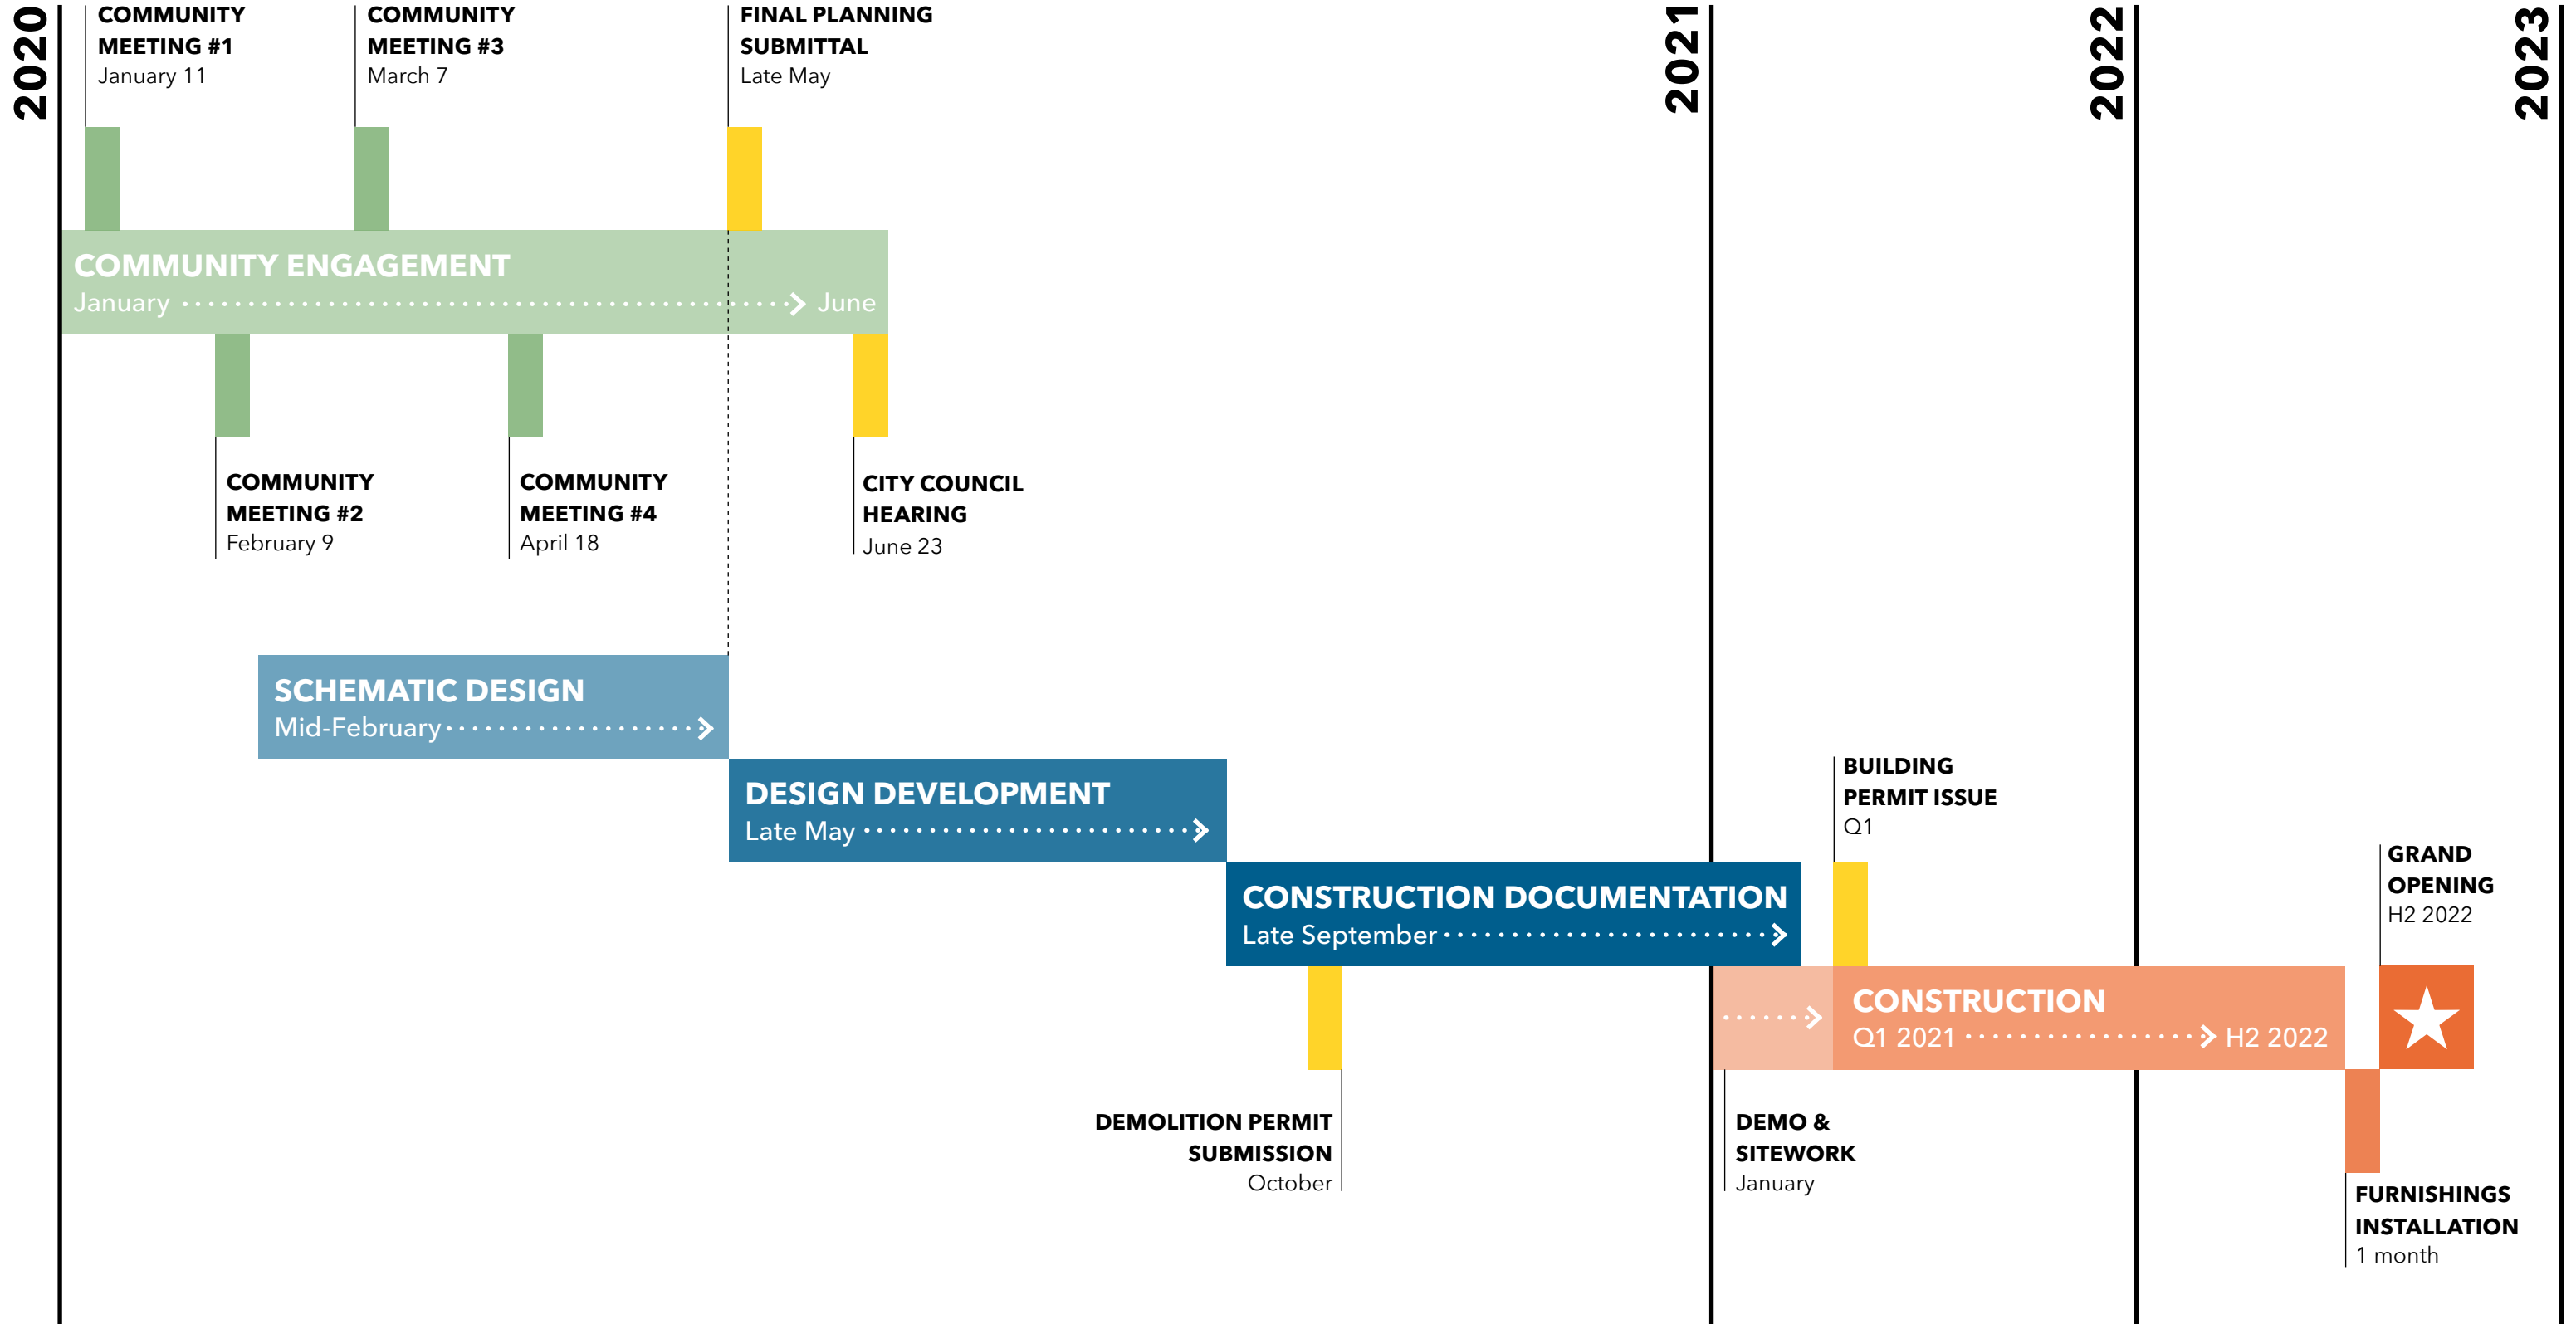 2020
COMMUNITY
MEETING #1
January 11
COMMUNITY
MEETING #3
March 7
FINAL PLANNING
SUBMITTAL
Late May
2021
2022
2023
COMMUNITY ENGAGEMENT
January
June
COMMUNITY
MEETING #2
February 9
COMMUNITY
MEETING #4
April 18
CITY COUNCIL
HEARING
June 23
SCHEMATIC DESIGN
Mid-February
DESIGN DEVELOPMENT
Late May
BUILDING
PERMIT ISSUE
Q1
CONSTRUCTION DOCUMENTATION
Late September
GRAND
OPENING
H2 2022
CONSTRUCTION
Q1 2021
H2 2022
DEMOLITION PERMIT
SUBMISSION
October
DEMO &
SITEWORK
January
FURNISHINGS
INSTALLATION
1 month